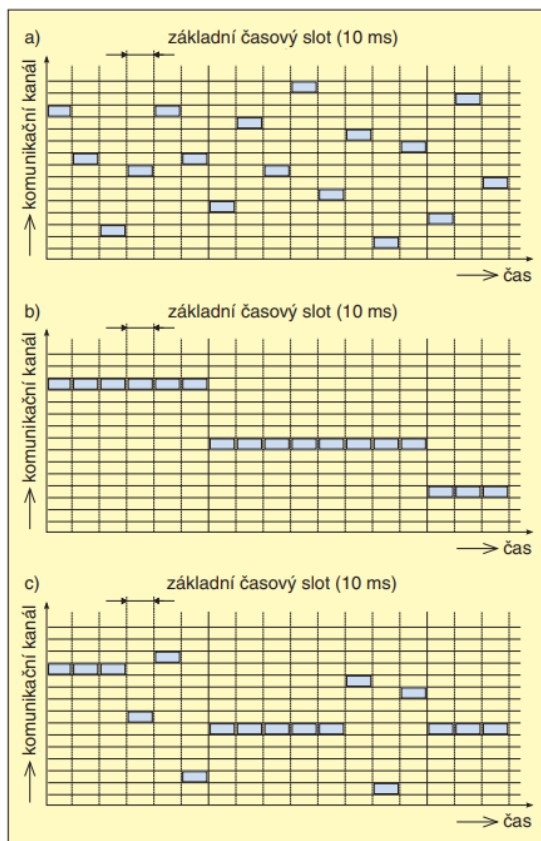 a) základní časový slot (10 ms)
komunikační kanál
čas
b) základní časový slot (10 ms)
komunikační kanál
čas
c) základní časový slot (10 ms)
komunikační kanál
čas